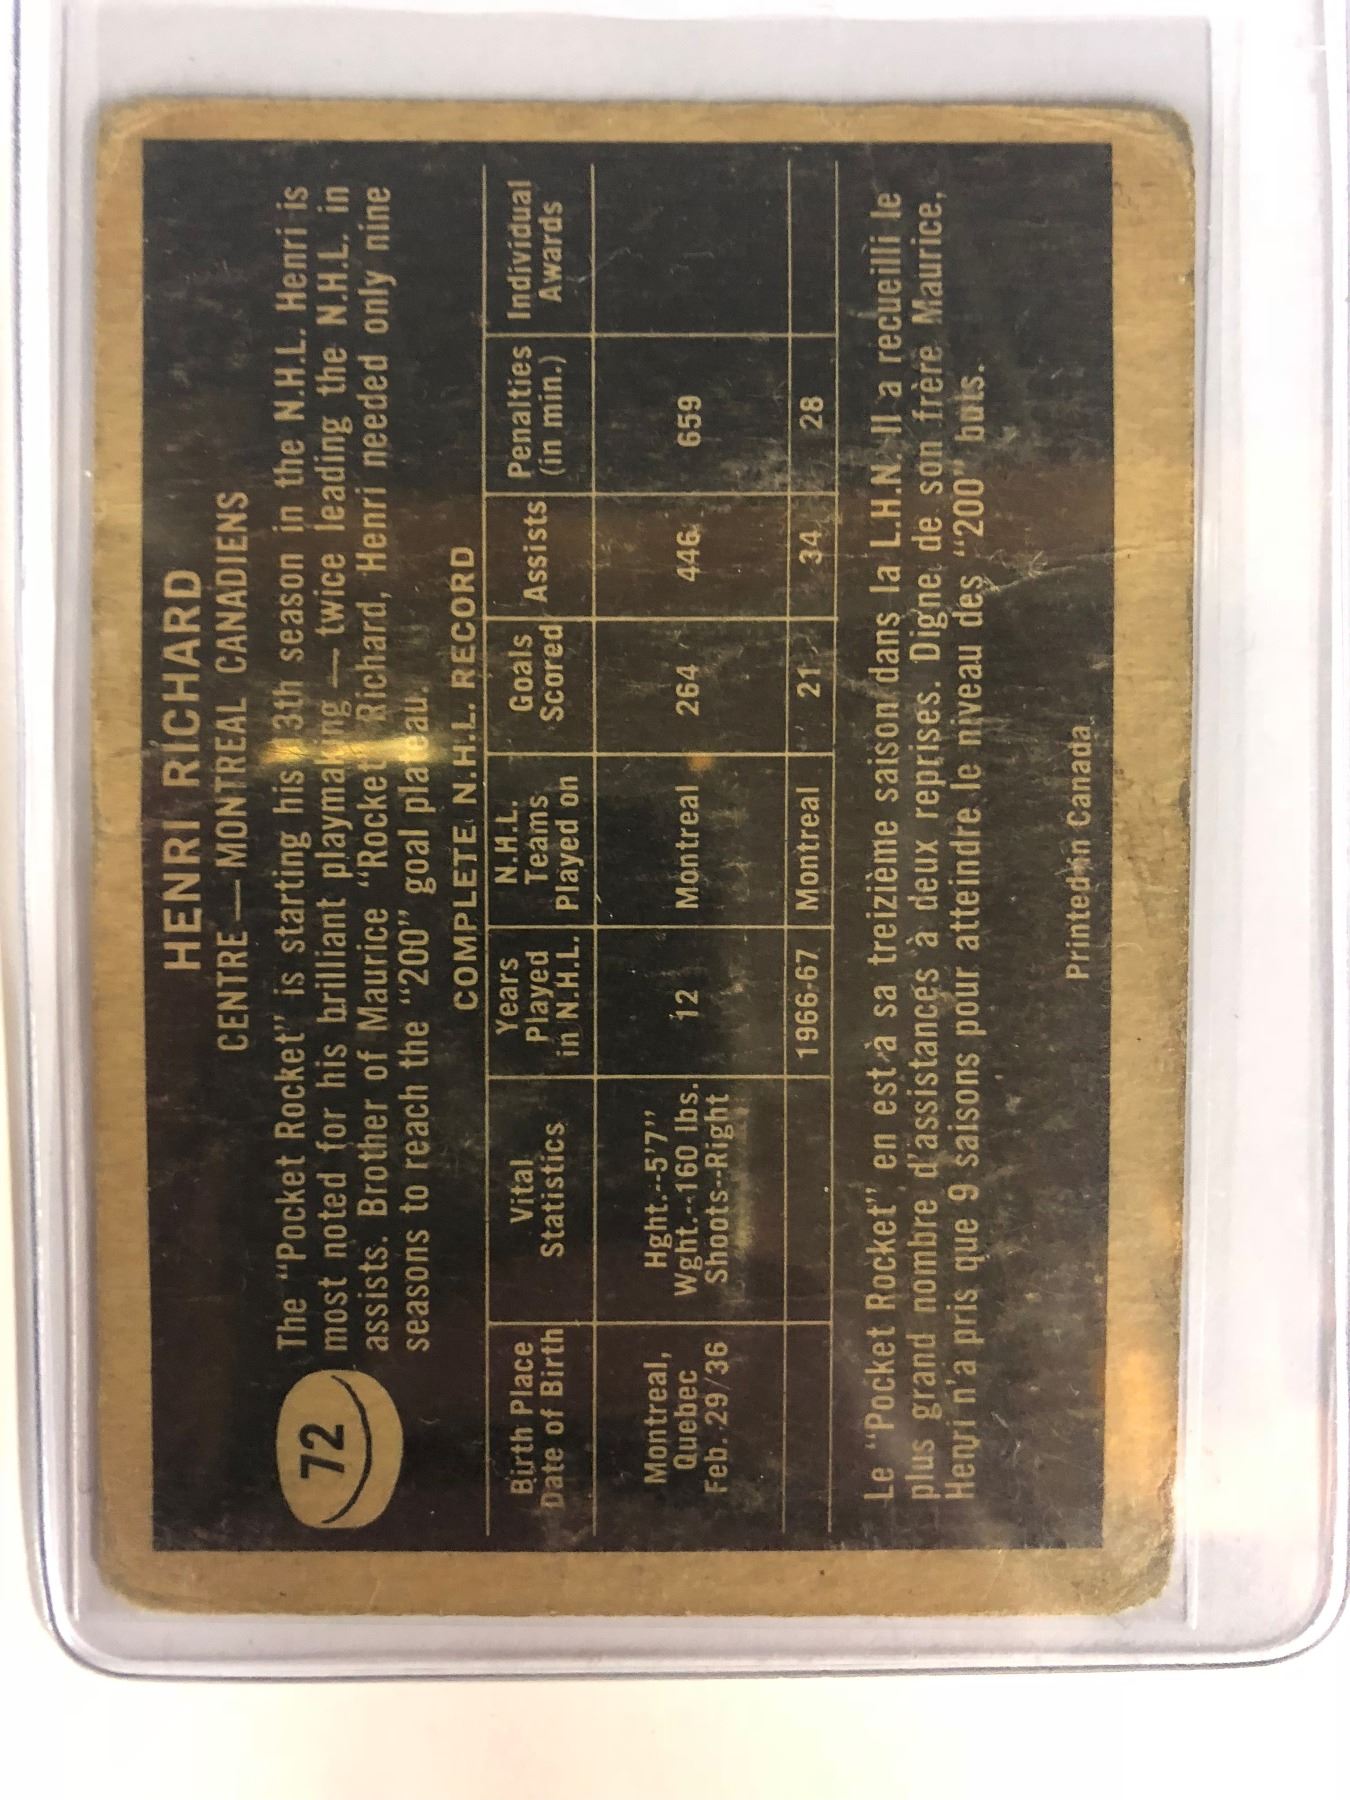 HENRI RICHARD
CENTRE — MONTREAL CANADIENS
72
The "Pocket Rocket" is starting his 3th season in the N.H.L. Henri is
most noted for his brilliant playmaking — twice leading the N.H.L. in
assists. Brother of Maurice "Rocket" Richard, Henri needed only nine
seasons to reach the "200" goal plateau.
COMPLETE N.H.L. RECORD
Birth Place Date of Birth | Vital Statistics | Years Played in N.H.L. | N.H.L. Teams Played on | Goals Scored | Assists | Penalties (in min.) | Individual Awards
Montreal, Quebec Feb. 29/36 | Hght.--5'7" Wght.--160 lbs. Shoots--Right | 12 | Montreal | 264 | 446 | 659
1966-67 | Montreal | 21 | 34 | 28
Le "Pocket Rocket" en est à sa treizième saison dans la L.H.N. Il a recueilli le
plus grand nombre d'assistances à deux reprises. Digne de son frère Maurice,
Henri n'a pris que 9 saisons pour atteindre le niveau des "200" buts.
Printed in Canada